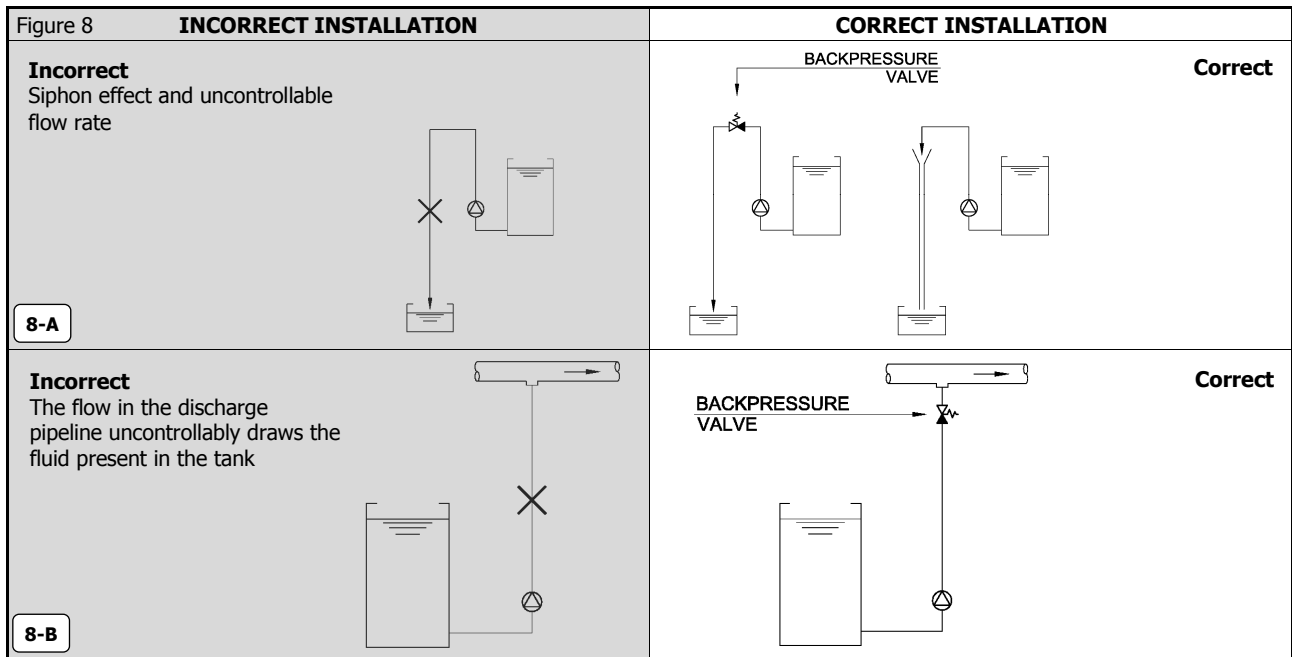 Figure 8 INCORRECT INSTALLATION
CORRECT INSTALLATION
Incorrect
Siphon effect and uncontrollable
flow rate
8-A
BACKPRESSURE
VALVE
Correct
Incorrect
The flow in the discharge
pipeline uncontrollably draws the
fluid present in the tank
8-B
BACKPRESSURE
VALVE
Correct